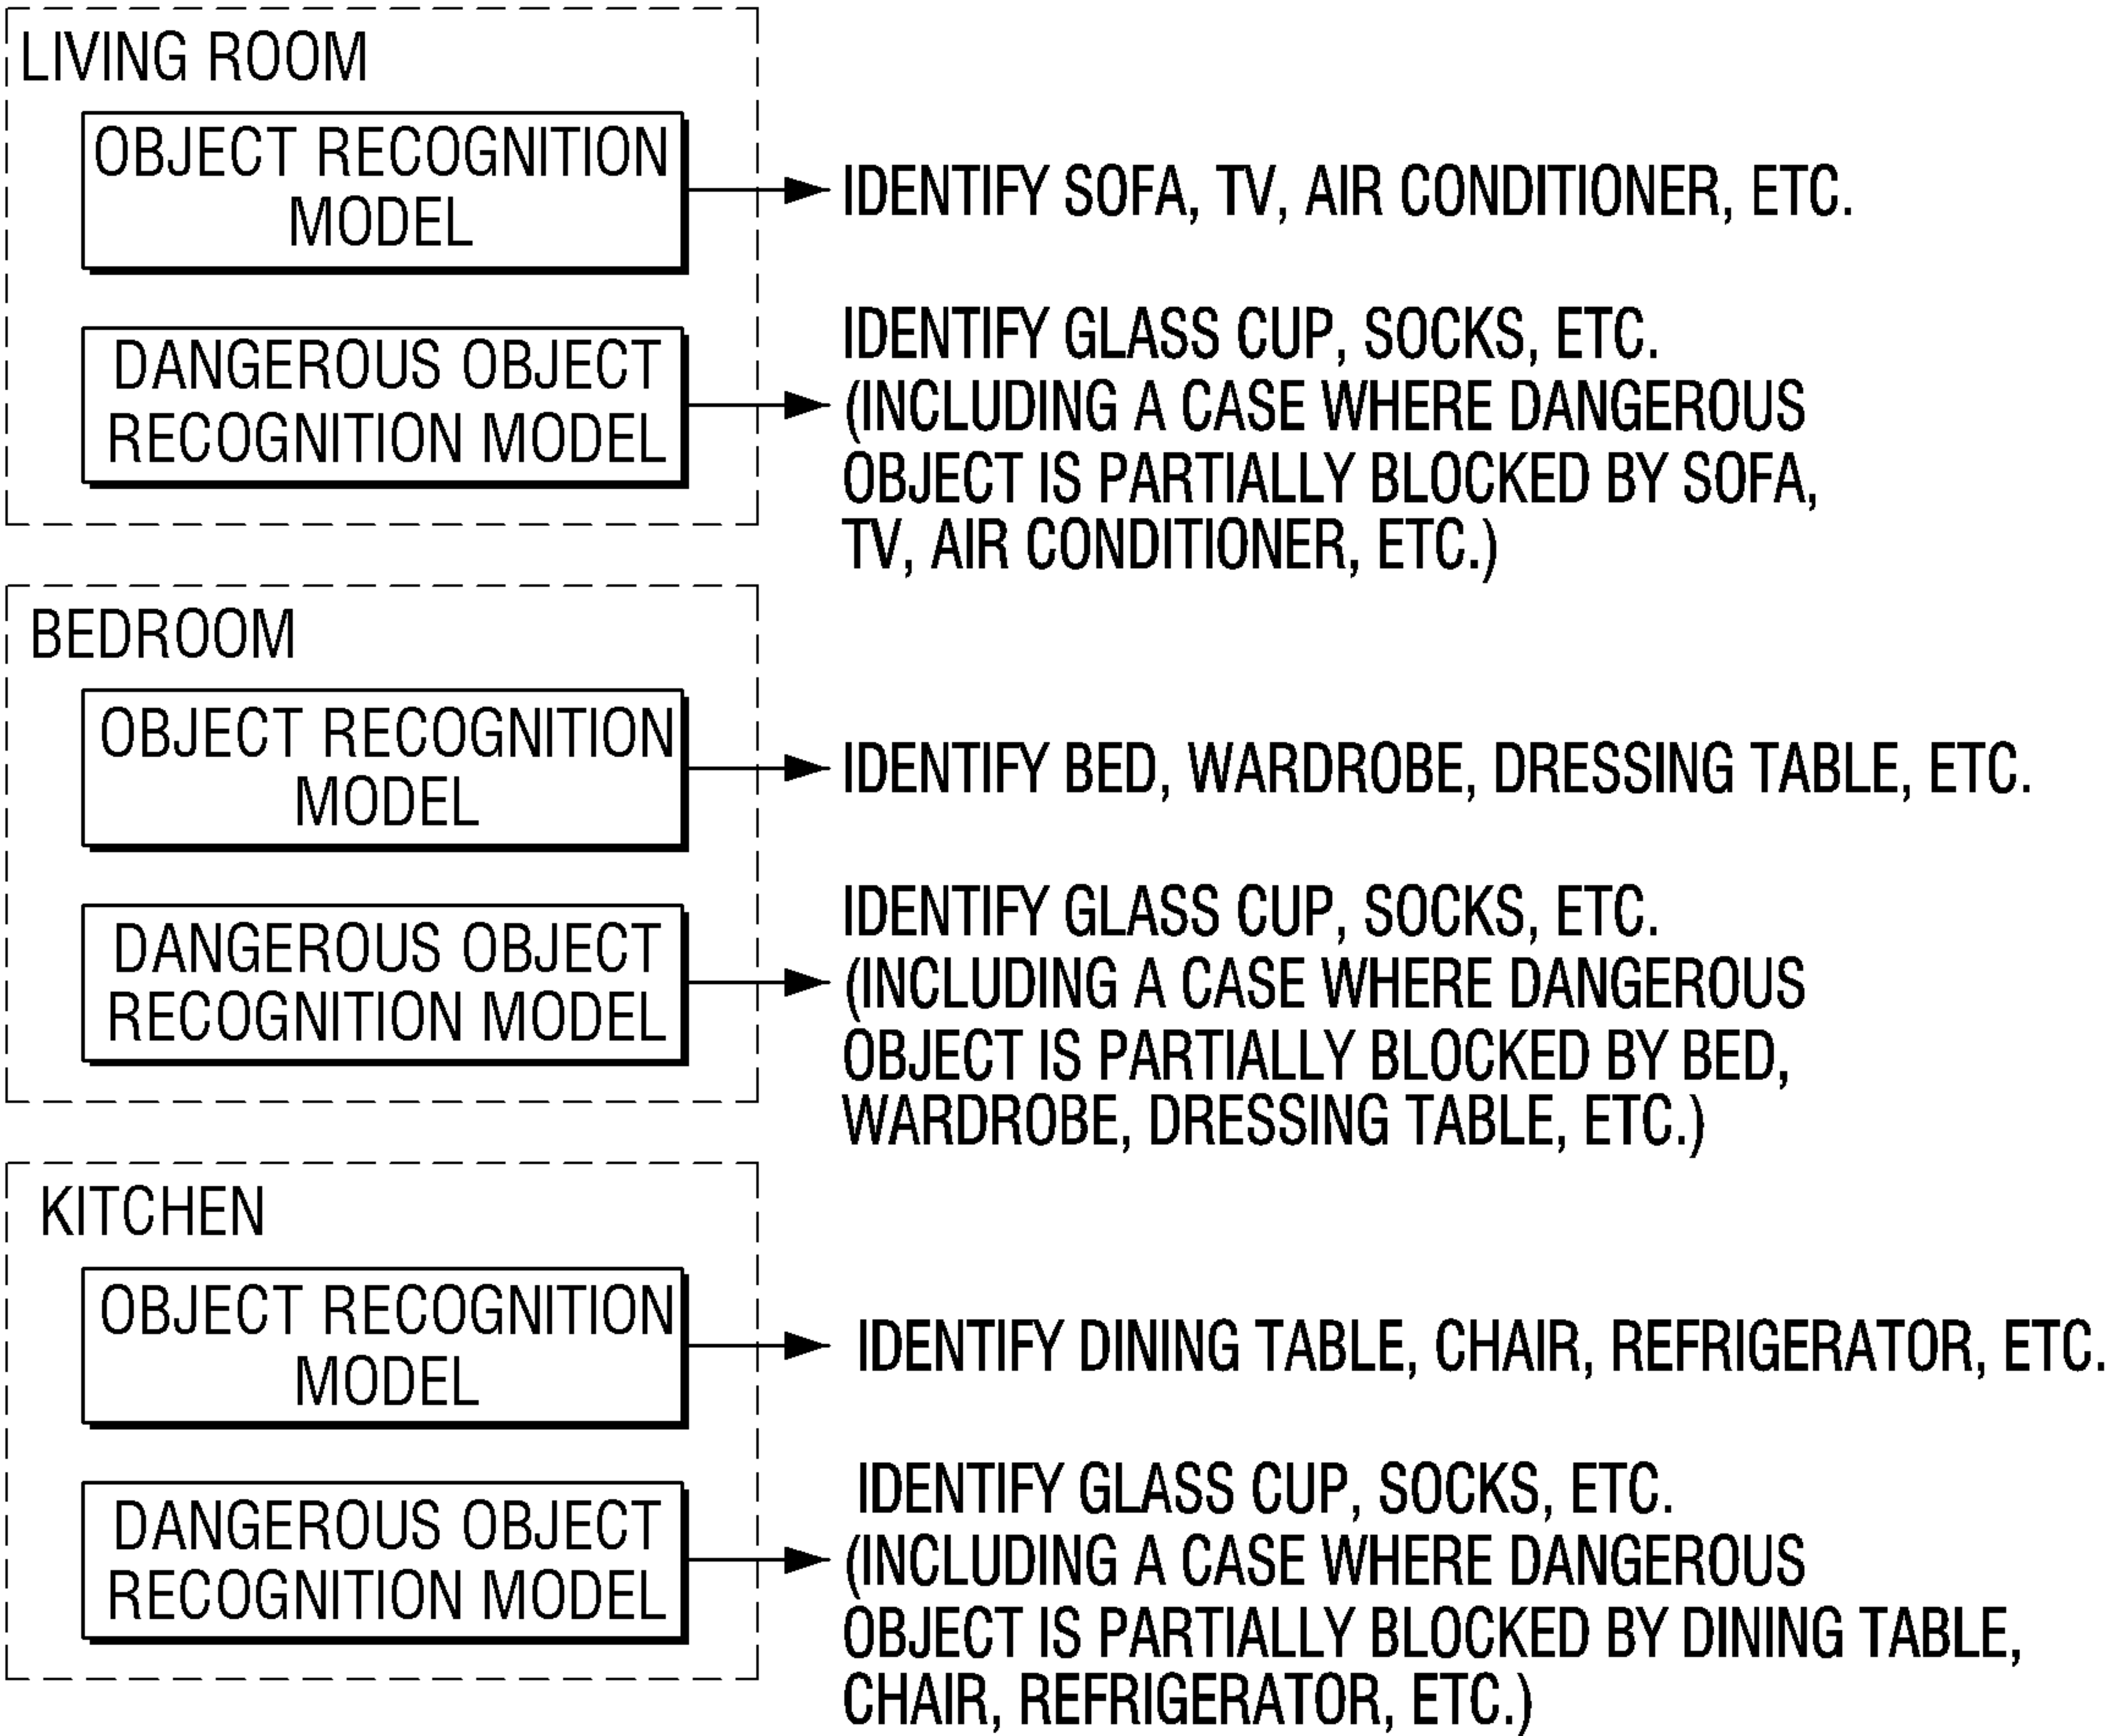 LIVING ROOM
OBJECT RECOGNITION
MODEL
IDENTIFY SOFA, TV, AIR CONDITIONER, ETC.
DANGEROUS OBJECT
RECOGNITION MODEL
IDENTIFY GLASS CUP, SOCKS, ETC.
(INCLUDING A CASE WHERE DANGEROUS
OBJECT IS PARTIALLY BLOCKED BY SOFA,
TV, AIR CONDITIONER, ETC.)
BEDROOM
OBJECT RECOGNITION
MODEL
IDENTIFY BED, WARDROBE, DRESSING TABLE, ETC.
DANGEROUS OBJECT
RECOGNITION MODEL
IDENTIFY GLASS CUP, SOCKS, ETC.
(INCLUDING A CASE WHERE DANGEROUS
OBJECT IS PARTIALLY BLOCKED BY BED,
WARDROBE, DRESSING TABLE, ETC.)
KITCHEN
OBJECT RECOGNITION
MODEL
IDENTIFY DINING TABLE, CHAIR, REFRIGERATOR, ETC.
DANGEROUS OBJECT
RECOGNITION MODEL
IDENTIFY GLASS CUP, SOCKS, ETC.
(INCLUDING A CASE WHERE DANGEROUS
OBJECT IS PARTIALLY BLOCKED BY DINING TABLE,
CHAIR, REFRIGERATOR, ETC.)